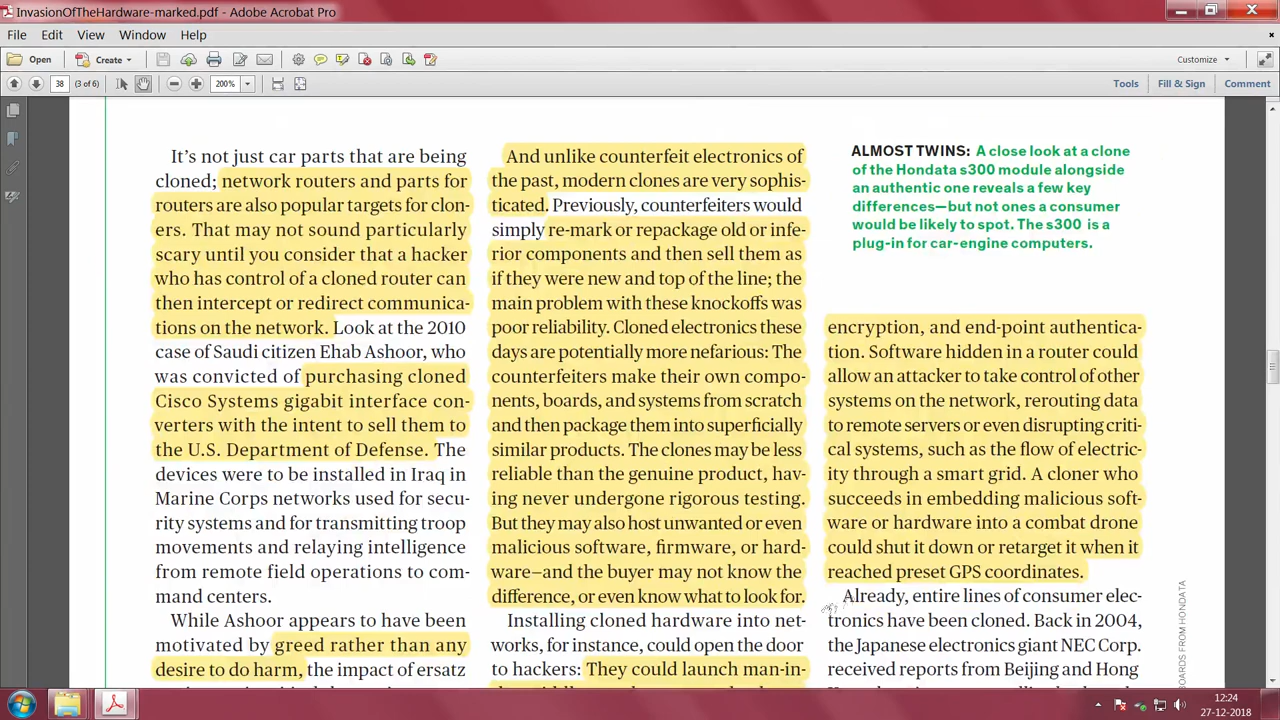 InvasionOfTheHardware-marked.pdf - Adobe Acrobat Pro
File Edit View Window Help
Open Create Customize
38 (3 of 6) 200% Tools Fill & Sign Comment
It's not just car parts that are being
cloned; network routers and parts for
routers are also popular targets for clon-
ers. That may not sound particularly
scary until you consider that a hacker
who has control of a cloned router can
then intercept or redirect communica-
tions on the network. Look at the 2010
case of Saudi citizen Ehab Ashoor, who
was convicted of purchasing cloned
Cisco Systems gigabit interface con-
verters with the intent to sell them to
the U.S. Department of Defense. The
devices were to be installed in Iraq in
Marine Corps networks used for secu-
rity systems and for transmitting troop
movements and relaying intelligence
from remote field operations to com-
mand centers.
While Ashoor appears to have been
motivated by greed rather than any
desire to do harm, the impact of ersatz
And unlike counterfeit electronics of
the past, modern clones are very sophis-
ticated. Previously, counterfeiters would
simply re-mark or repackage old or infe-
rior components and then sell them as
if they were new and top of the line; the
main problem with these knockoffs was
poor reliability. Cloned electronics these
days are potentially more nefarious: The
counterfeiters make their own compo-
nents, boards, and systems from scratch
and then package them into superficially
similar products. The clones may be less
reliable than the genuine product, hav-
ing never undergone rigorous testing.
But they may also host unwanted or even
malicious software, firmware, or hard-
ware—and the buyer may not know the
difference, or even know what to look for.
Installing cloned hardware into net-
works, for instance, could open the door
to hackers: They could launch man-in-
ALMOST TWINS: A close look at a clone
of the Hondata s300 module alongside
an authentic one reveals a few key
differences—but not ones a consumer
would be likely to spot. The s300 is a
plug-in for car-engine computers.
encryption, and end-point authentica-
tion. Software hidden in a router could
allow an attacker to take control of other
systems on the network, rerouting data
to remote servers or even disrupting criti-
cal systems, such as the flow of electric-
ity through a smart grid. A cloner who
succeeds in embedding malicious soft-
ware or hardware into a combat drone
could shut it down or retarget it when it
reached preset GPS coordinates.
Already, entire lines of consumer elec-
tronics have been cloned. Back in 2004,
the Japanese electronics giant NEC Corp.
received reports from Beijing and Hong
BOARDS FROM HONDATA
12:24
27-12-2018